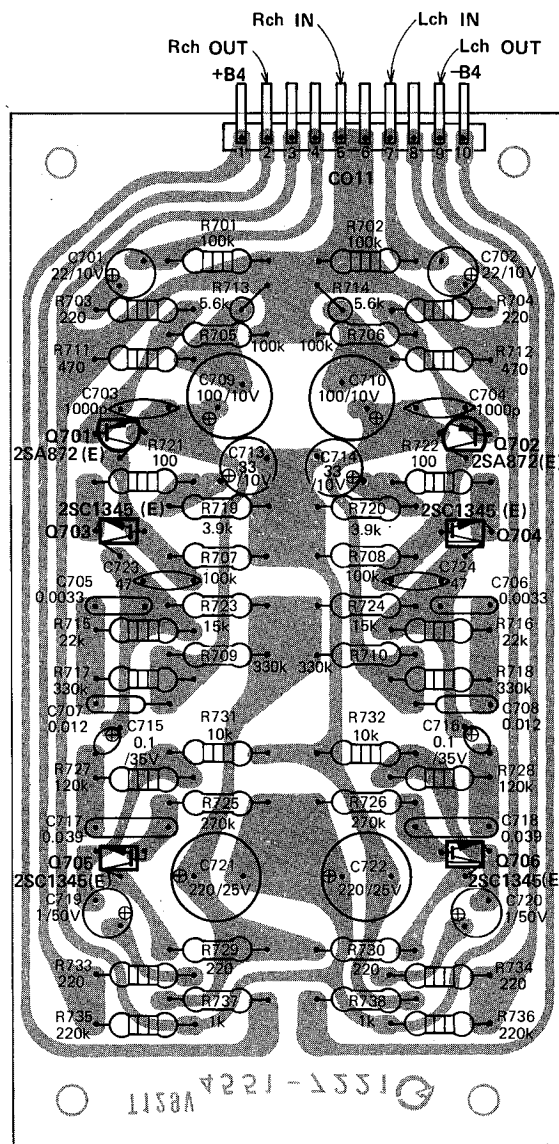 Rch IN
Lch IN
Rch OUT
Lch OUT
+B4
-B4
1 2 3 4 5 6 7 8 9 10
CO11
R701
100k
R702
100k
C701
22/10V
C702
22/10V
R713
5.6k
R714
5.6k
R703
220
R704
220
R705
100k
R706
100k
R711
470
R712
470
C709
100/10V
C710
100/10V
C703
1000p
C704
1000p
Q701
2SA872 (E)
Q702
2SA872(E)
R721
100
R722
100
C713
33
/10V
C714
33
/10V
2SC1345 (E)
Q703
2SC1345 (E)
Q704
R719
3.9k
R720
3.9k
R707
100k
R708
100k
C723
47
C724
47
C705
0.0033
C706
0.0033
R723
15k
R724
15k
R715
22k
R716
22k
R709
330k
R710
330k
R717
330k
R718
330k
C707
0.012
C708
0.012
C715
0.1
/35V
C716
0.1
/35V
R731
10k
R732
10k
R727
120k
R728
120k
R725
270k
R726
270k
C717
0.039
C718
0.039
Q705
2SC1345(E)
Q706
2SC1345(E
C721
220/25V
C722
220/25V
C719
1/50V
C720
1/50V
R729
220
R730
220
R733
220
R734
220
R737
1k
R738
1k
R735
220k
R736
220k
T129V 4551-7221